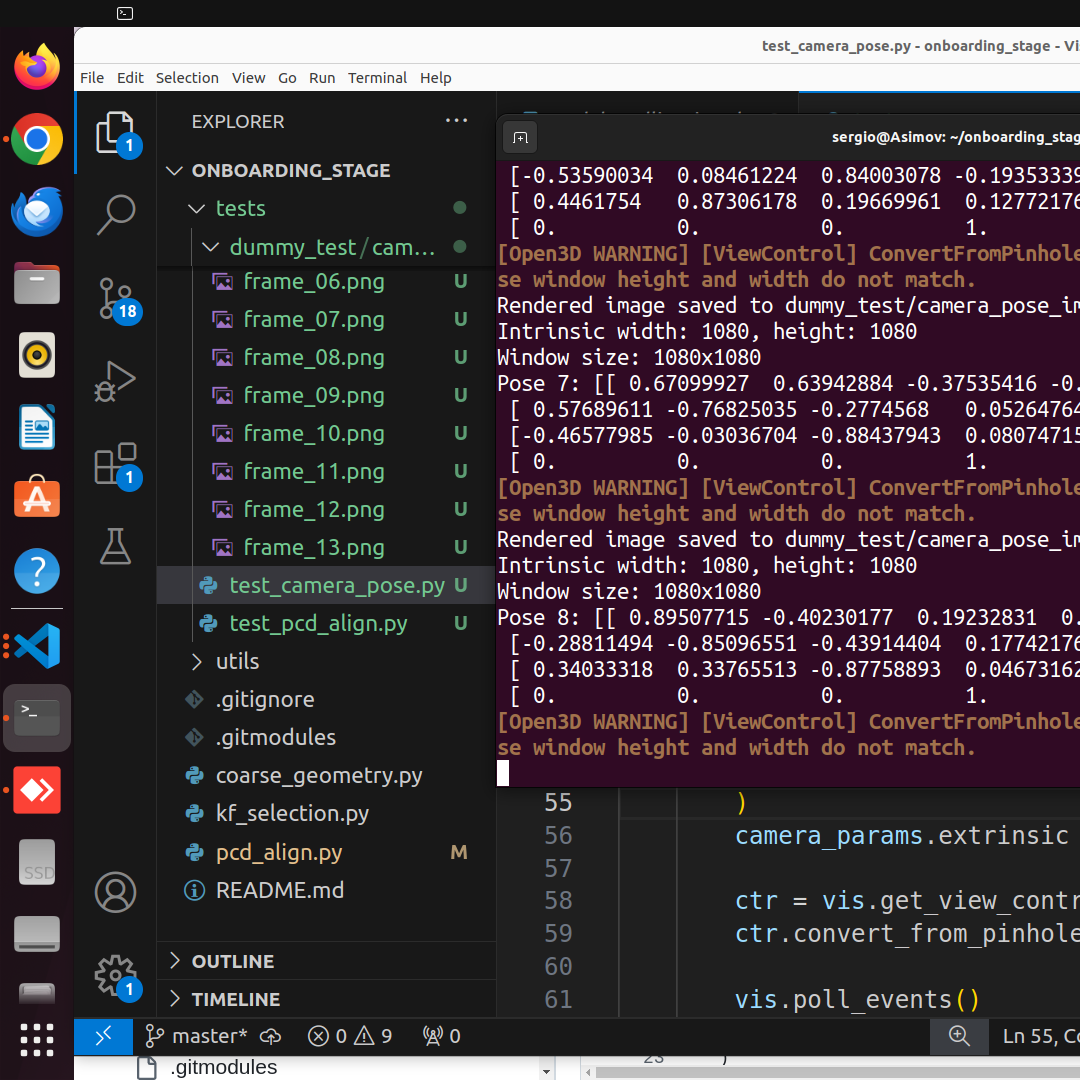 test_camera_pose.py - onboarding_stage - Vi
File Edit Selection View Go Run Terminal Help
EXPLORER
ONBOARDING_STAGE
tests
dummy_test/cam...
frame_06.png U
frame_07.png U
frame_08.png U
frame_09.png U
frame_10.png U
frame_11.png U
frame_12.png U
frame_13.png U
test_camera_pose.py U
test_pcd_align.py U
utils
.gitignore
.gitmodules
coarse_geometry.py
kf_selection.py
pcd_align.py M
README.md
OUTLINE
TIMELINE
1
18
1
1
SSD
sergio@Asimov: ~/onboarding_stag
[-0.53590034 0.08461224 0.84003078 -0.19353339
[ 0.4461754 0.87306178 0.19669961 0.12772176
[ 0. 0. 0. 1.
[Open3D WARNING] [ViewControl] ConvertFromPinhole
se window height and width do not match.
Rendered image saved to dummy_test/camera_pose_im
Intrinsic width: 1080, height: 1080
Window size: 1080x1080
Pose 7: [[ 0.67099927 0.63942884 -0.37535416 -0.
[ 0.57689611 -0.76825035 -0.2774568 0.05264764
[-0.46577985 -0.03036704 -0.88437943 0.08074715
[ 0. 0. 0. 1.
[Open3D WARNING] [ViewControl] ConvertFromPinhole
se window height and width do not match.
Rendered image saved to dummy_test/camera_pose_im
Intrinsic width: 1080, height: 1080
Window size: 1080x1080
Pose 8: [[ 0.89507715 -0.40230177 0.19232831 0.
[-0.28811494 -0.85096551 -0.43914404 0.17742176
[ 0.34033318 0.33765513 -0.87758893 0.04673162
[ 0. 0. 0. 1.
[Open3D WARNING] [ViewControl] ConvertFromPinhole
se window height and width do not match.
55 )
56 camera_params.extrinsic
57
58 ctr = vis.get_view_contr
59 ctr.convert_from_pinhole
60
61 vis.poll_events()
master* 0 9 0 Ln 55, Co
.gitmodules
23 )